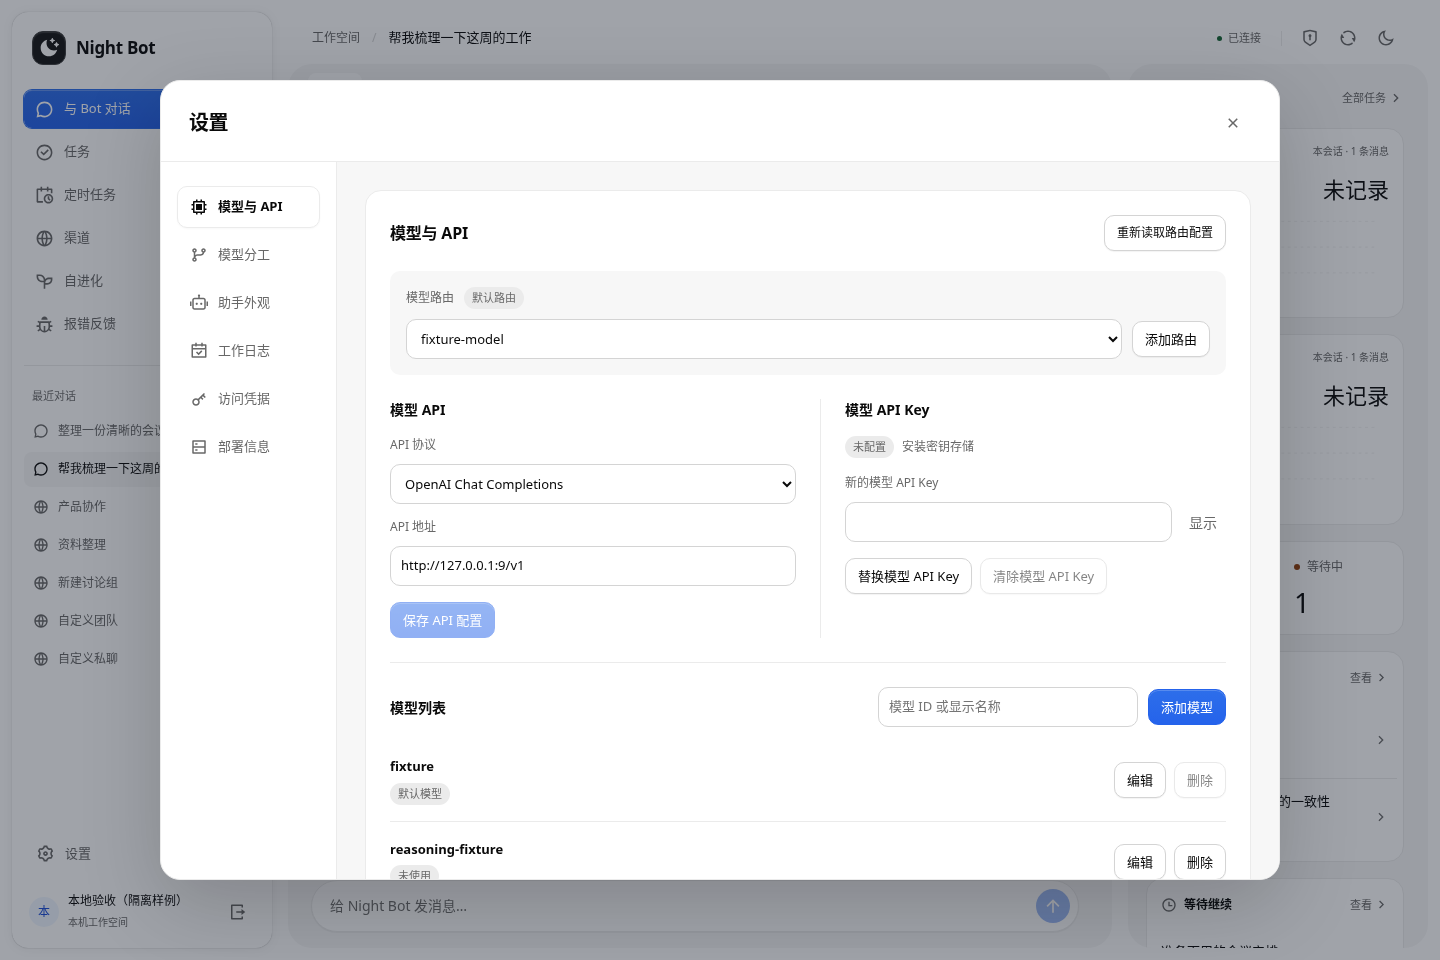 Night Bot
工作空间 / 帮我梳理一下这周的工作
已连接
与 Bot 对话
任务
定时任务
渠道
自进化
报错反馈
最近对话
整理一份清晰的会议
帮我梳理一下这周的
产品协作
资料整理
新建讨论组
自定义团队
自定义私聊
设置
本 本地验收（隔离样例）
本机工作空间
设置
模型与 API
模型分工
助手外观
工作日志
访问凭据
部署信息
模型与 API
重新读取路由配置
模型路由 默认路由
fixture-model
添加路由
模型 API
API 协议
OpenAI Chat Completions
API 地址
http://127.0.0.1:9/v1
保存 API 配置
模型 API Key
未配置 安装密钥存储
新的模型 API Key
显示
替换模型 API Key
清除模型 API Key
模型列表
模型 ID 或显示名称
添加模型
fixture
默认模型
编辑
删除
reasoning-fixture
未使用
编辑
删除
给 Night Bot 发消息...
全部任务
本会话 · 1 条消息
未记录
本会话 · 1 条消息
未记录
等待中
1
查看
的一致性
等待继续
查看